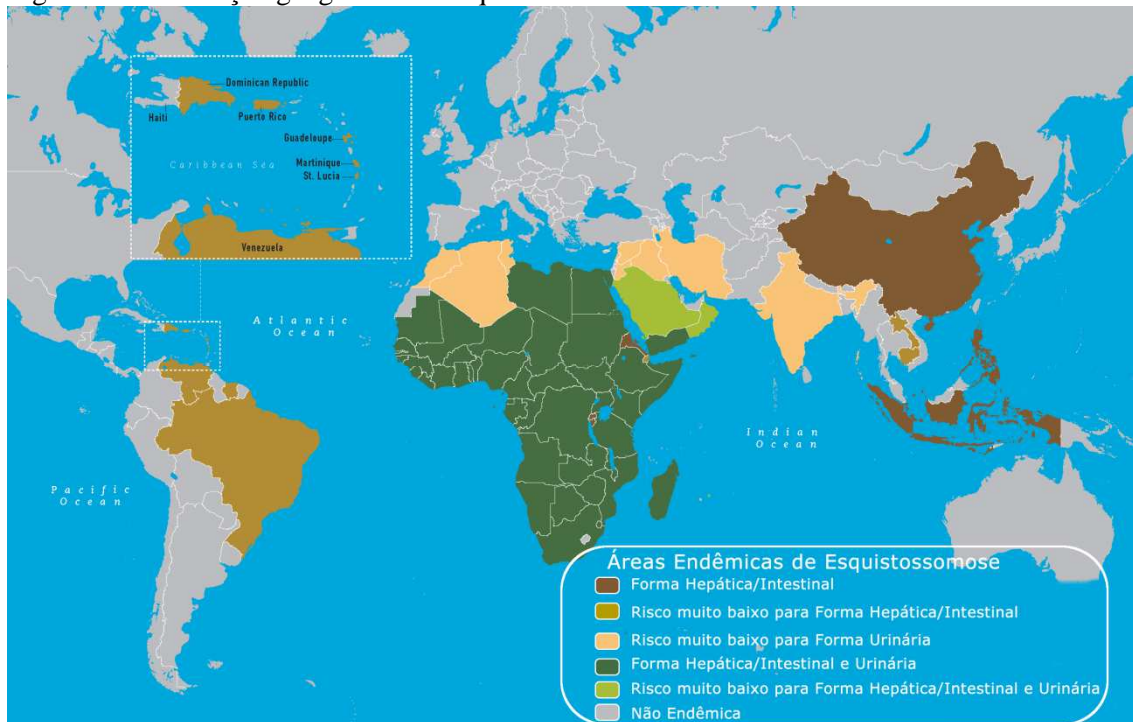 Dominican Republic
Haiti
Puerto Rico
Guadeloupe
Caribbean Sea
Martinique
St. Lucia
Venezuela
Atlantic
Ocean
Pacific
Ocean
Indian
Ocean
Áreas Endêmicas de Esquistossomose
Forma Hepática/Intestinal
Risco muito baixo para Forma Hepática/Intestinal
Risco muito baixo para Forma Urinária
Forma Hepática/Intestinal e Urinária
Risco muito baixo para Forma Hepática/Intestinal e Urinária
Não Endêmica